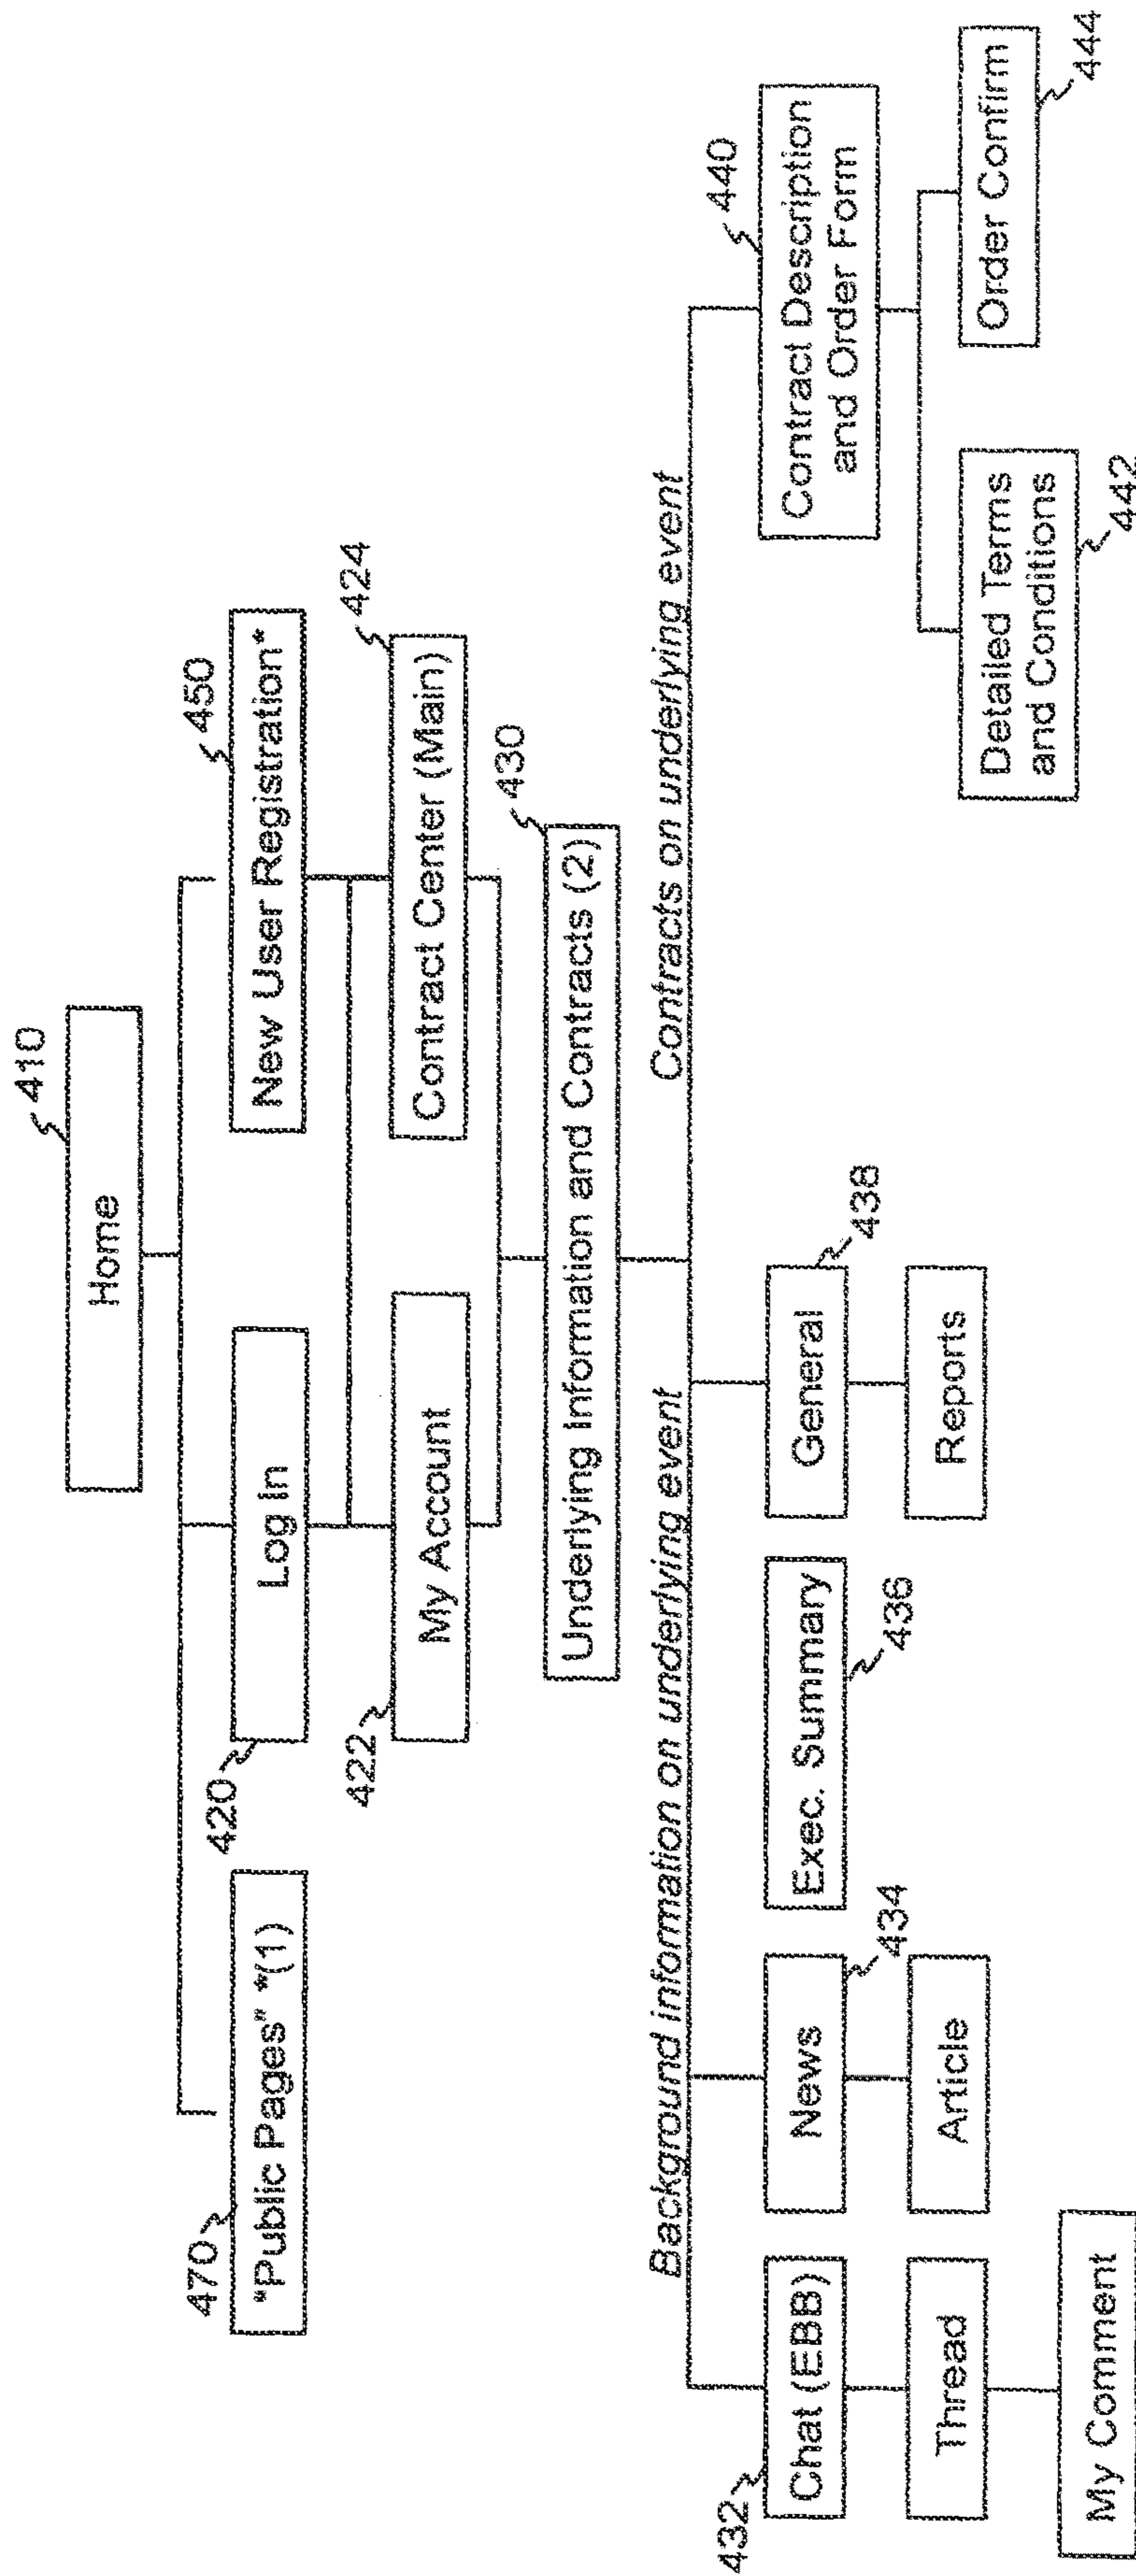 410
Home
470
"Public Pages" *(1)
420
Log In
450
New User Registration*
422
My Account
424
Contract Center (Main)
430
Underlying Information and Contracts (2)
Background information on underlying event
Contracts on underlying event
432
Chat (EBB)
News
434
Exec. Summary
436
General
438
440
Contract Description
and Order Form
Thread
Article
Reports
Detailed Terms
and Conditions
442
Order Confirm
444
My Comment